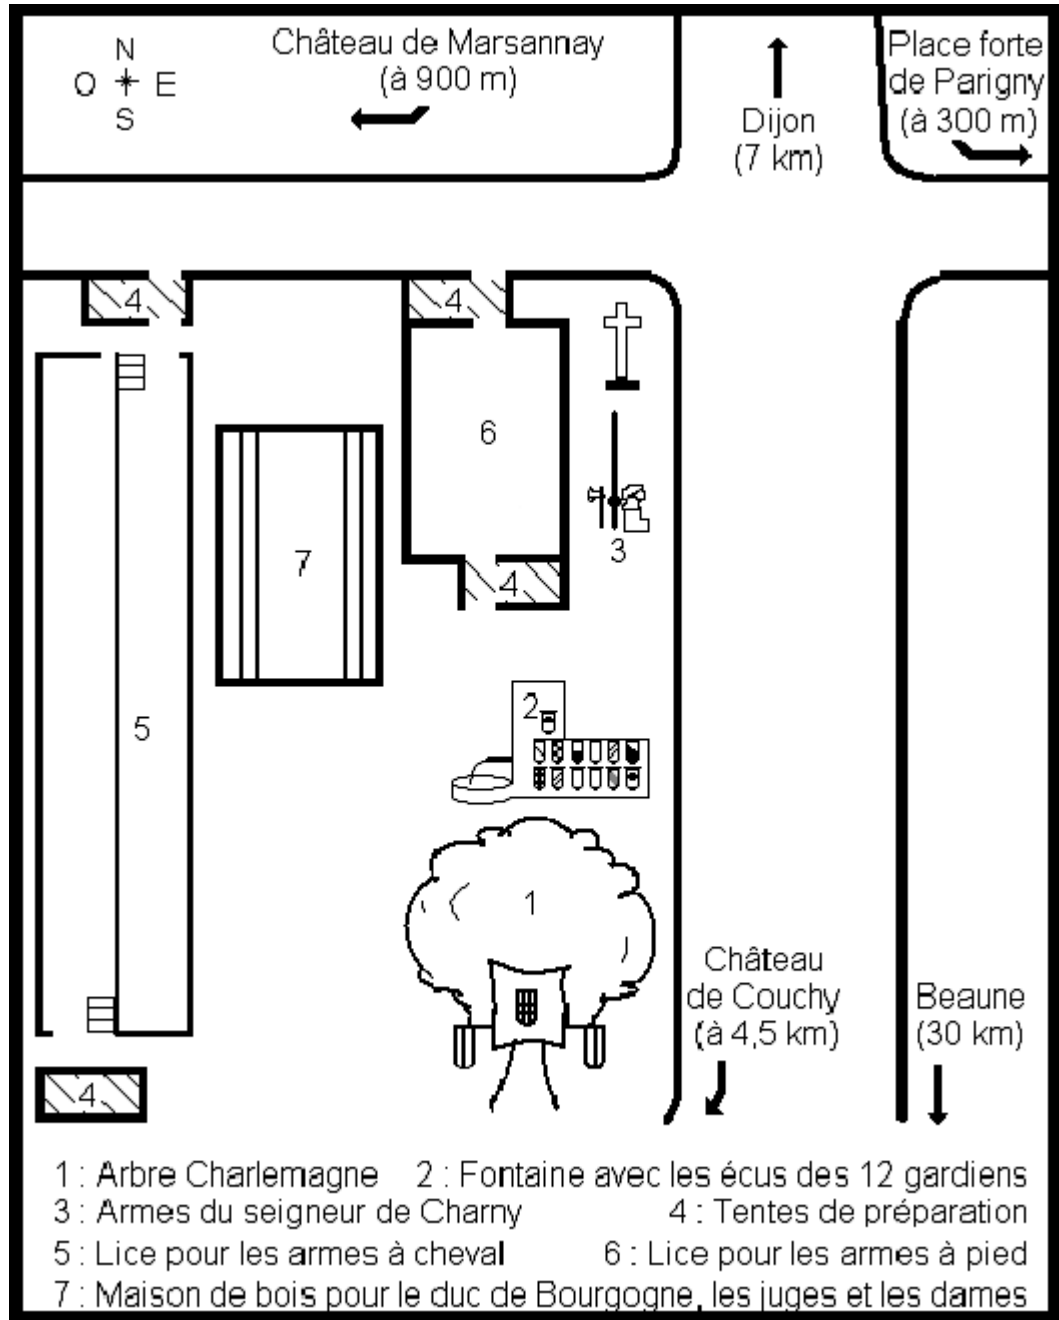 N
O E
S
Château de Marsannay
(à 900 m)
Dijon
(7 km)
Place forte
de Parigny
(à 300 m)
4
4
6
3
7
4
5
2
1
Château
de Couchy
(à 4,5 km)
Beaune
(30 km)
4
1 : Arbre Charlemagne 2 : Fontaine avec les écus des 12 gardiens
3 : Armes du seigneur de Charny 4 : Tentes de préparation
5 : Lice pour les armes à cheval 6 : Lice pour les armes à pied
7 : Maison de bois pour le duc de Bourgogne, les juges et les dames